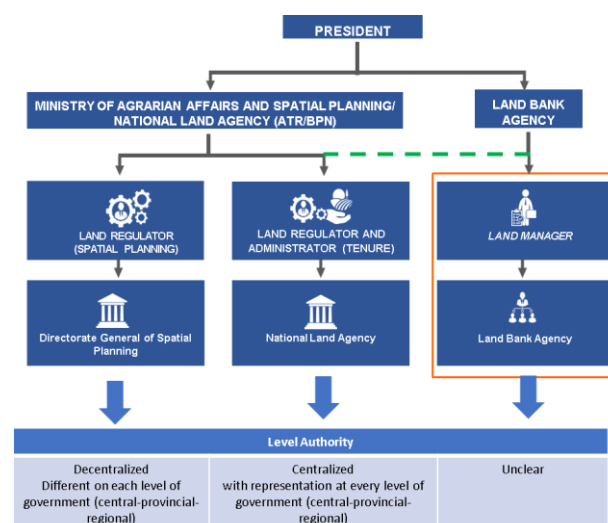 PRESIDENT
MINISTRY OF AGRARIAN AFFAIRS AND SPATIAL PLANNING/
NATIONAL LAND AGENCY (ATR/BPN)
LAND BANK
AGENCY
LAND REGULATOR
(SPATIAL PLANNING)
LAND REGULATOR AND
ADMINISTRATOR (TENURE)
LAND MANAGER
Directorate General of Spatial
Planning
National Land Agency
Land Bank Agency
Level Authority
Decentralized
Different on each level of
government (central-provincial-
regional)
Centralized
with representation at every level of
government (central-provincial-
regional)
Unclear